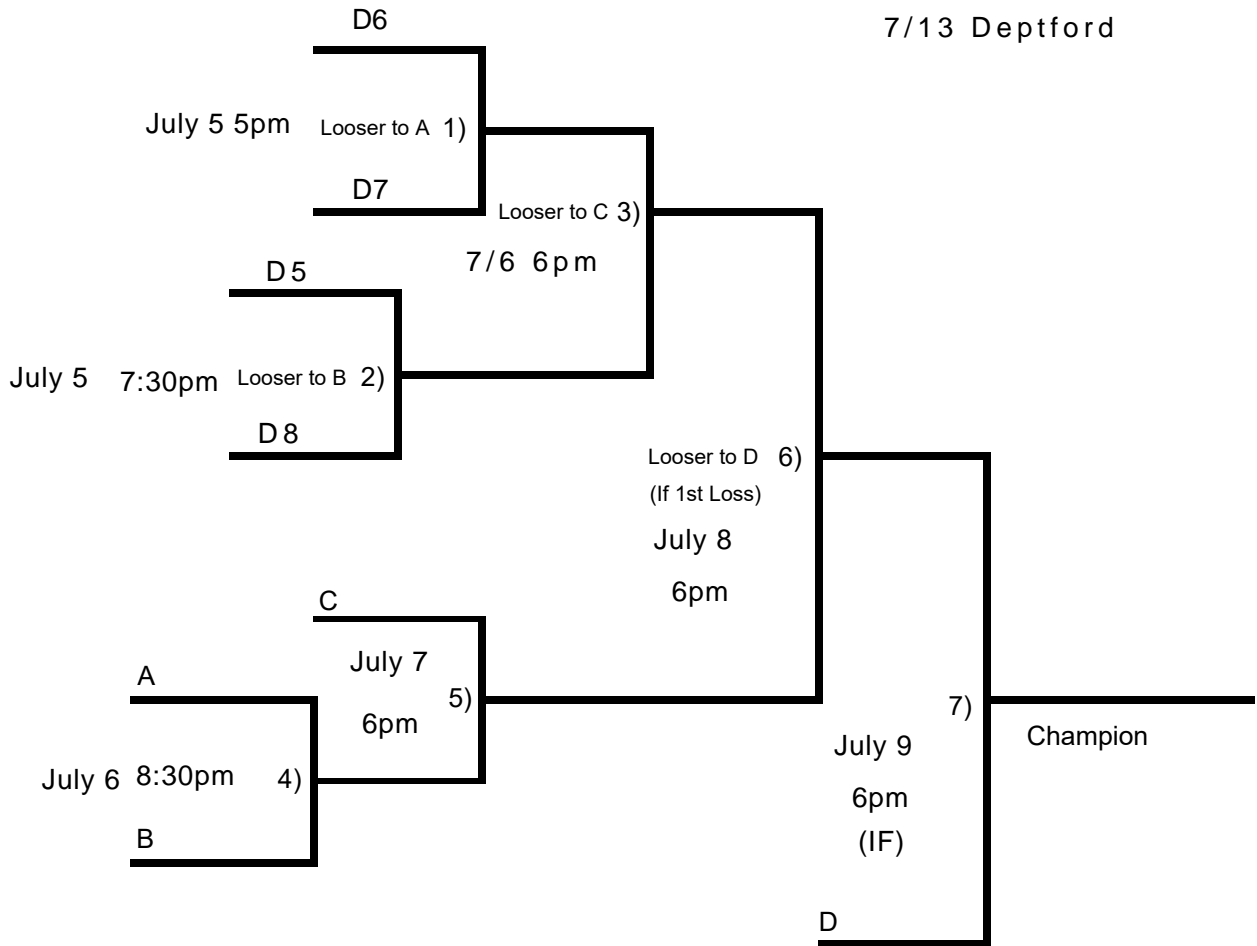 D6
7/13 Deptford
July 5 5pm
Looser to A 1)
D7
Looser to C 3)
7/6 6pm
D5
July 5 7:30pm
Looser to B 2)
D8
Looser to D 6)
(If 1st Loss)
July 8
6pm
C
July 7
6pm
5)
A
July 6 8:30pm
4)
B
7)
Champion
July 9
6pm
(IF)
D